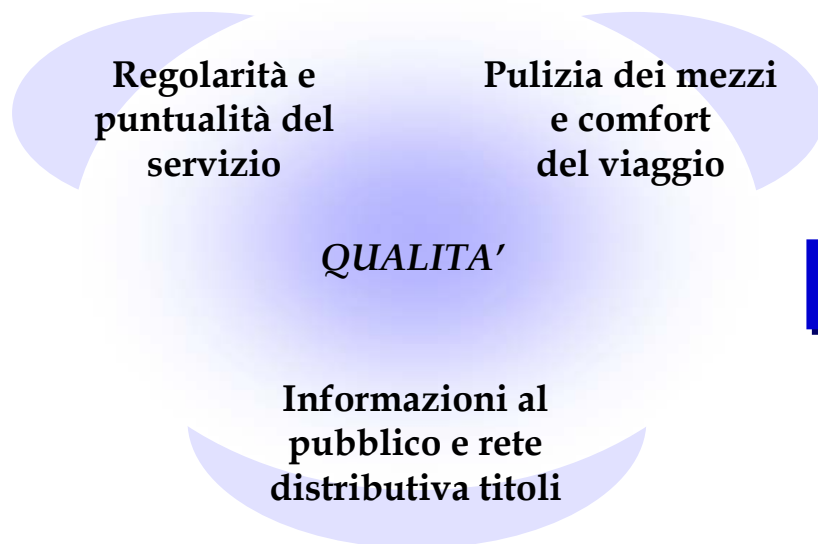 Regolarità e
puntualità del
servizio
Pulizia dei mezzi
e comfort
del viaggio
QUALITA'
Informazioni al
pubblico e rete
distributiva titoli